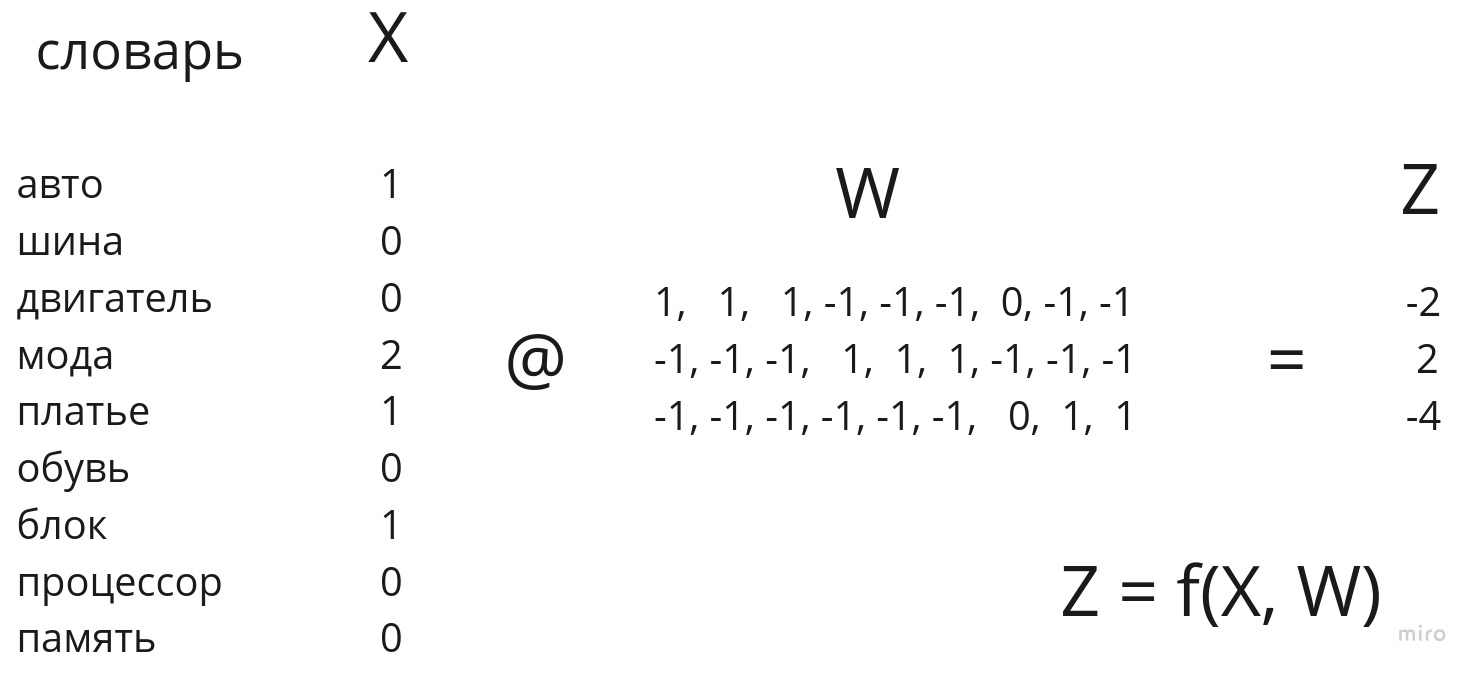 словарь X
W Z
авто 1
шина 0
двигатель 0
мода 2
платье 1
обувь 0
блок 1
процессор 0
память 0
@
1, 1, 1, -1, -1, -1, 0, -1, -1
-1, -1, -1, 1, 1, 1, -1, -1, -1
-1, -1, -1, -1, -1, -1, 0, 1, 1
=
-2
2
-4
Z = f(X, W)
miro